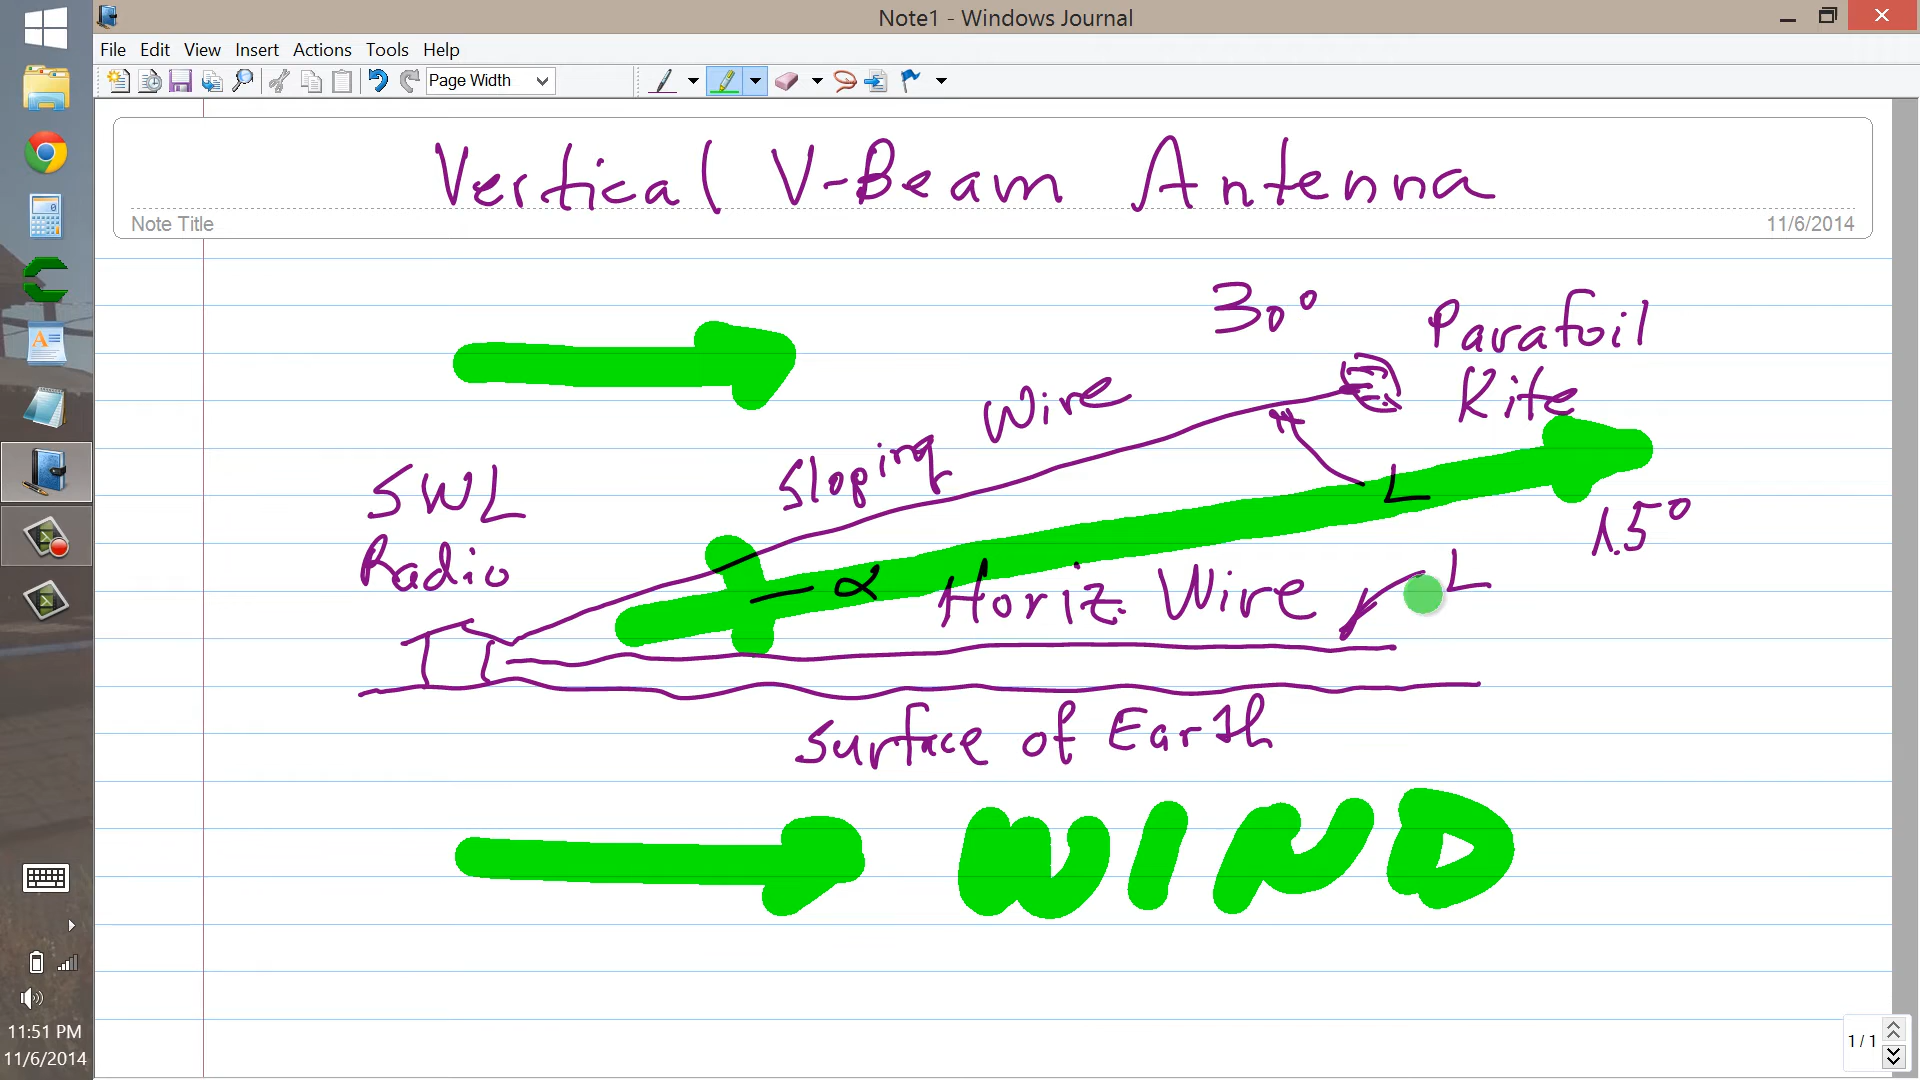 Note1 - Windows Journal
File Edit View Insert Actions Tools Help
Page Width
Vertical V-Beam Antenna
Note Title
11/6/2014
30°
Parafoil
Kite
Sloping Wire
SWL
Radio
L
15°
α
Horiz. Wire
L
Surface of Earth
WIND
11:51 PM
11/6/2014
1 / 1